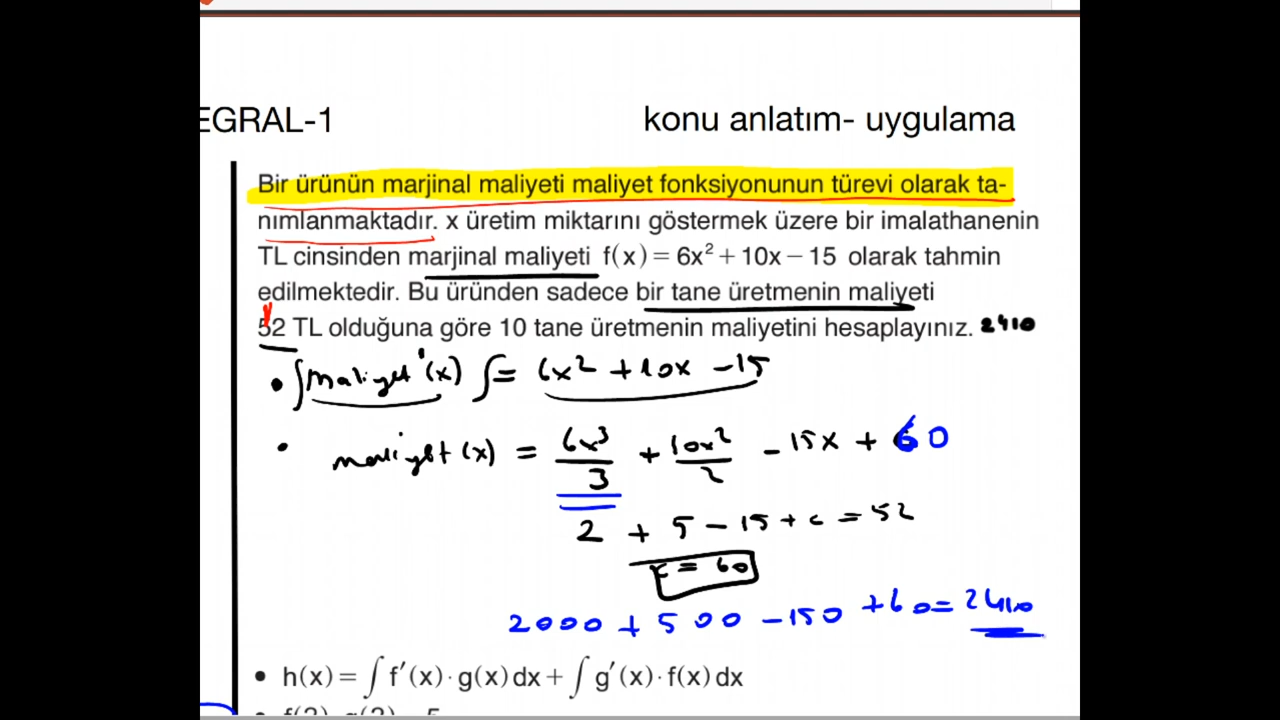 EGRAL-1
konu anlatım- uygulama
Bir ürünün marjinal maliyeti maliyet fonksiyonunun türevi olarak ta-
nımlanmaktadır. x üretim miktarını göstermek üzere bir imalathanenin
TL cinsinden marjinal maliyeti f(x) = 6x² + 10x − 15 olarak tahmin
edilmektedir. Bu üründen sadece bir tane üretmenin maliyeti
52 TL olduğuna göre 10 tane üretmenin maliyetini hesaplayınız. 2410
• ∫maliyet'(x) ∫= 6x² + 10x - 15
• maliyet(x) = 6x³/3 + 10x²/2 - 15x + 60
2 + 5 - 15 + c = 52
c = 60
2000 + 500 - 150 + 60 = 2410
• h(x) = ∫ f′(x) · g(x) dx + ∫ g′(x) · f(x) dx